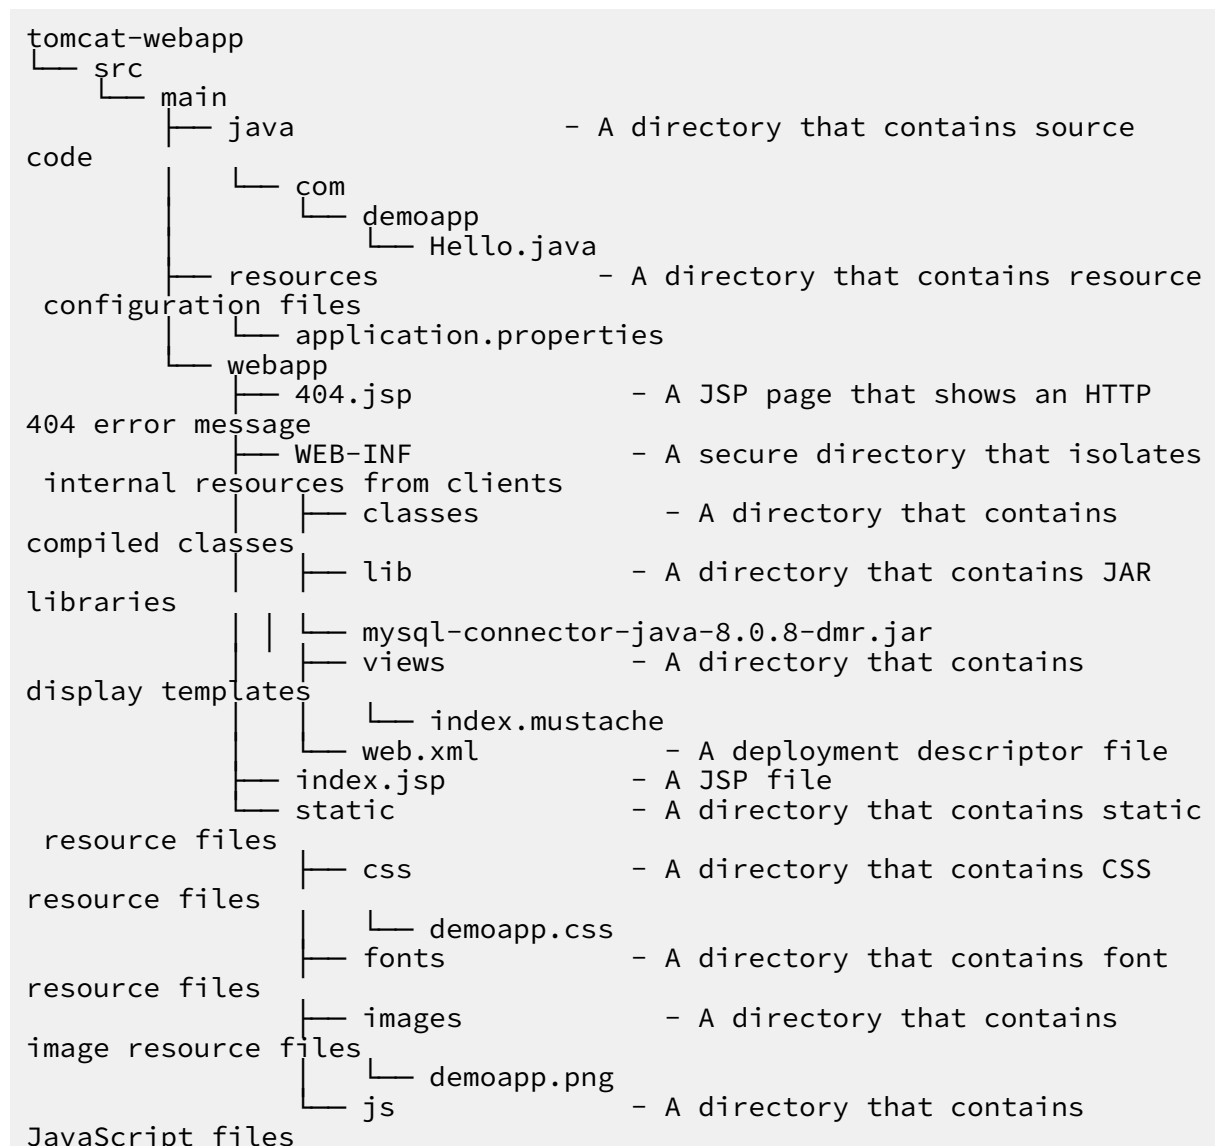 tomcat-webapp
└── src
    └── main
        ├── java                - A directory that contains source
code
        │   └── com
        │       └── demoapp
        │           └── Hello.java
        ├── resources             - A directory that contains resource
 configuration files
        │   └── application.properties
        └── webapp
            ├── 404.jsp             - A JSP page that shows an HTTP
404 error message
            ├── WEB-INF             - A secure directory that isolates
 internal resources from clients
            │   ├── classes           - A directory that contains
compiled classes
            │   ├── lib             - A directory that contains JAR
libraries
            │ │ └── mysql-connector-java-8.0.8-dmr.jar
            │   ├── views           - A directory that contains
display templates
            │   │   └── index.mustache
            │   └── web.xml           - A deployment descriptor file
            ├── index.jsp           - A JSP file
            └── static              - A directory that contains static
 resource files
                ├── css             - A directory that contains CSS
resource files
                │   └── demoapp.css
                ├── fonts           - A directory that contains font
resource files
                ├── images            - A directory that contains
image resource files
                │   └── demoapp.png
                └── js              - A directory that contains
JavaScript files